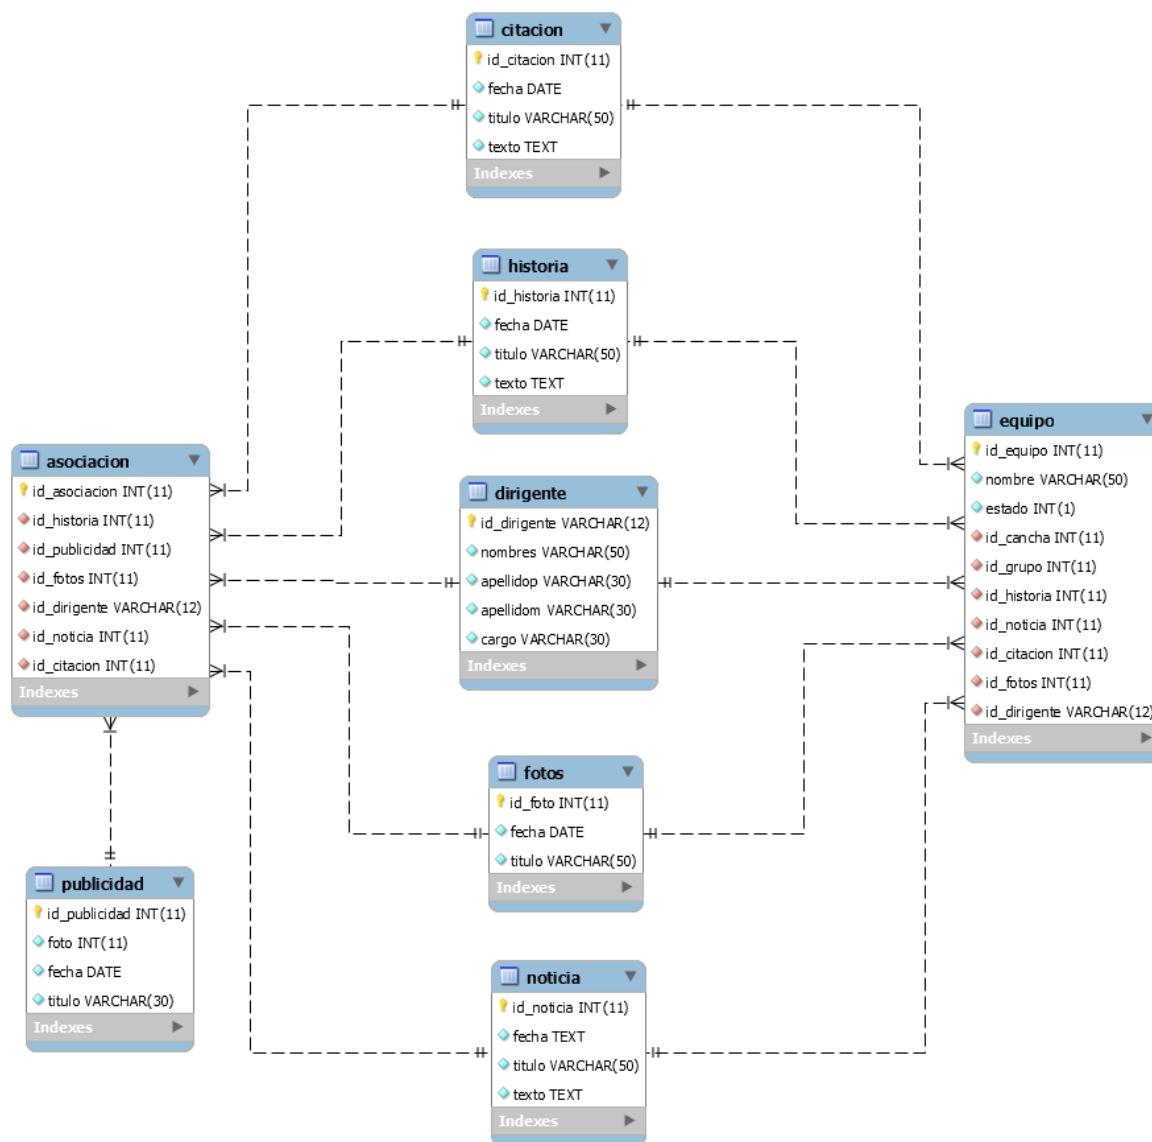 citacion
id_citacion INT(11)
fecha DATE
titulo VARCHAR(50)
texto TEXT
Indexes
historia
id_historia INT(11)
fecha DATE
titulo VARCHAR(50)
texto TEXT
Indexes
asociacion
id_asociacion INT(11)
id_historia INT(11)
id_publicidad INT(11)
id_fotos INT(11)
id_dirigente VARCHAR(12)
id_noticia INT(11)
id_citacion INT(11)
Indexes
dirigente
id_dirigente VARCHAR(12)
nombres VARCHAR(50)
apellidop VARCHAR(30)
apellidom VARCHAR(30)
cargo VARCHAR(30)
Indexes
equipo
id_equipo INT(11)
nombre VARCHAR(50)
estado INT(1)
id_cancha INT(11)
id_grupo INT(11)
id_historia INT(11)
id_noticia INT(11)
id_citacion INT(11)
id_fotos INT(11)
id_dirigente VARCHAR(12)
Indexes
fotos
id_foto INT(11)
fecha DATE
titulo VARCHAR(50)
Indexes
publicidad
id_publicidad INT(11)
foto INT(11)
fecha DATE
titulo VARCHAR(30)
Indexes
noticia
id_noticia INT(11)
fecha TEXT
titulo VARCHAR(50)
texto TEXT
Indexes